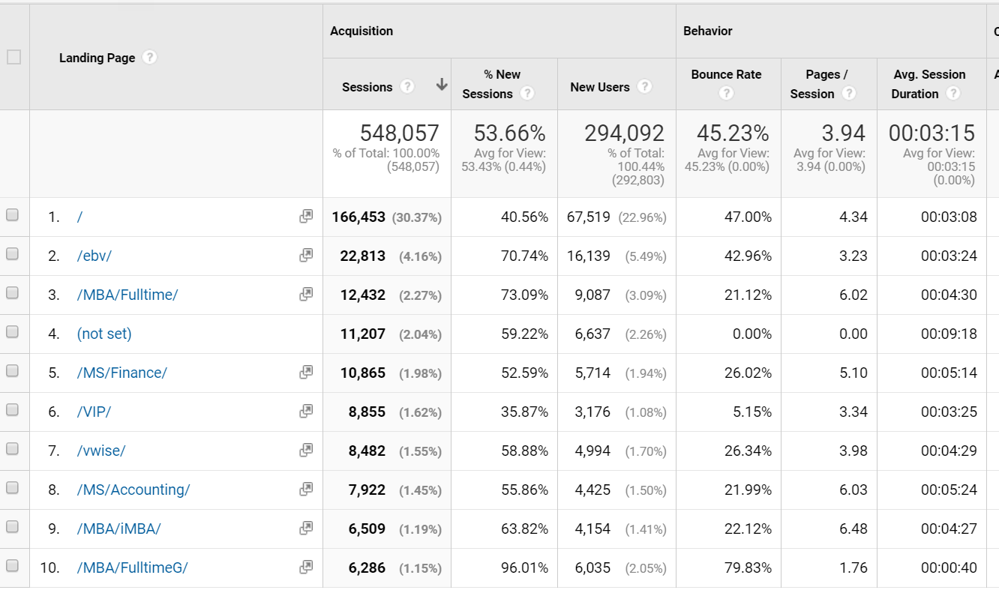 Acquisition
Behavior
C
Landing Page ?
Sessions ?
% New
Sessions ?
New Users ?
Bounce Rate
?
Pages /
Session ?
Avg. Session
Duration ?
A
548,057
% of Total: 100.00%
(548,057)
53.66%
Avg for View:
53.43% (0.44%)
294,092
% of Total:
100.44%
(292,803)
45.23%
Avg for View:
45.23% (0.00%)
3.94
Avg for View:
3.94 (0.00%)
00:03:15
Avg for View:
00:03:15
(0.00%)
1. / 166,453 (30.37%) 40.56% 67,519 (22.96%) 47.00% 4.34 00:03:08
2. /ebv/ 22,813 (4.16%) 70.74% 16,139 (5.49%) 42.96% 3.23 00:03:24
3. /MBA/Fulltime/ 12,432 (2.27%) 73.09% 9,087 (3.09%) 21.12% 6.02 00:04:30
4. (not set) 11,207 (2.04%) 59.22% 6,637 (2.26%) 0.00% 0.00 00:09:18
5. /MS/Finance/ 10,865 (1.98%) 52.59% 5,714 (1.94%) 26.02% 5.10 00:05:14
6. /VIP/ 8,855 (1.62%) 35.87% 3,176 (1.08%) 5.15% 3.34 00:03:25
7. /vwise/ 8,482 (1.55%) 58.88% 4,994 (1.70%) 26.34% 3.98 00:04:29
8. /MS/Accounting/ 7,922 (1.45%) 55.86% 4,425 (1.50%) 21.99% 6.03 00:05:24
9. /MBA/iMBA/ 6,509 (1.19%) 63.82% 4,154 (1.41%) 22.12% 6.48 00:04:27
10. /MBA/FulltimeG/ 6,286 (1.15%) 96.01% 6,035 (2.05%) 79.83% 1.76 00:00:40